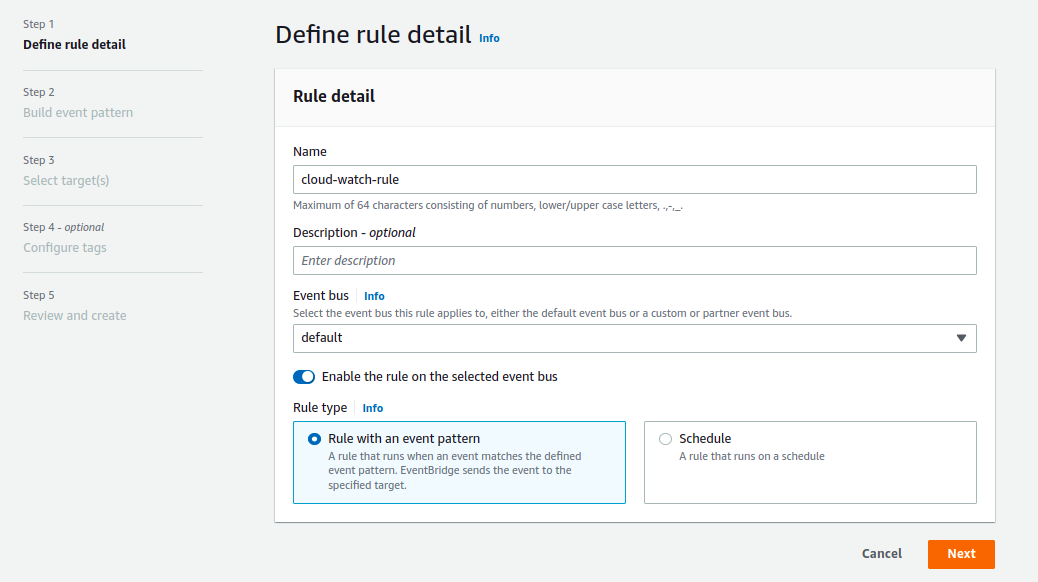 Step 1
Define rule detail
Step 2
Build event pattern
Step 3
Select target(s)
Step 4 - optional
Configure tags
Step 5
Review and create
Define rule detail Info
Rule detail
Name
cloud-watch-rule
Maximum of 64 characters consisting of numbers, lower/upper case letters, .,-,_.
Description - optional
Enter description
Event bus Info
Select the event bus this rule applies to, either the default event bus or a custom or partner event bus.
default
Enable the rule on the selected event bus
Rule type Info
Rule with an event pattern
A rule that runs when an event matches the defined
event pattern. EventBridge sends the event to the
specified target.
Schedule
A rule that runs on a schedule
Cancel Next